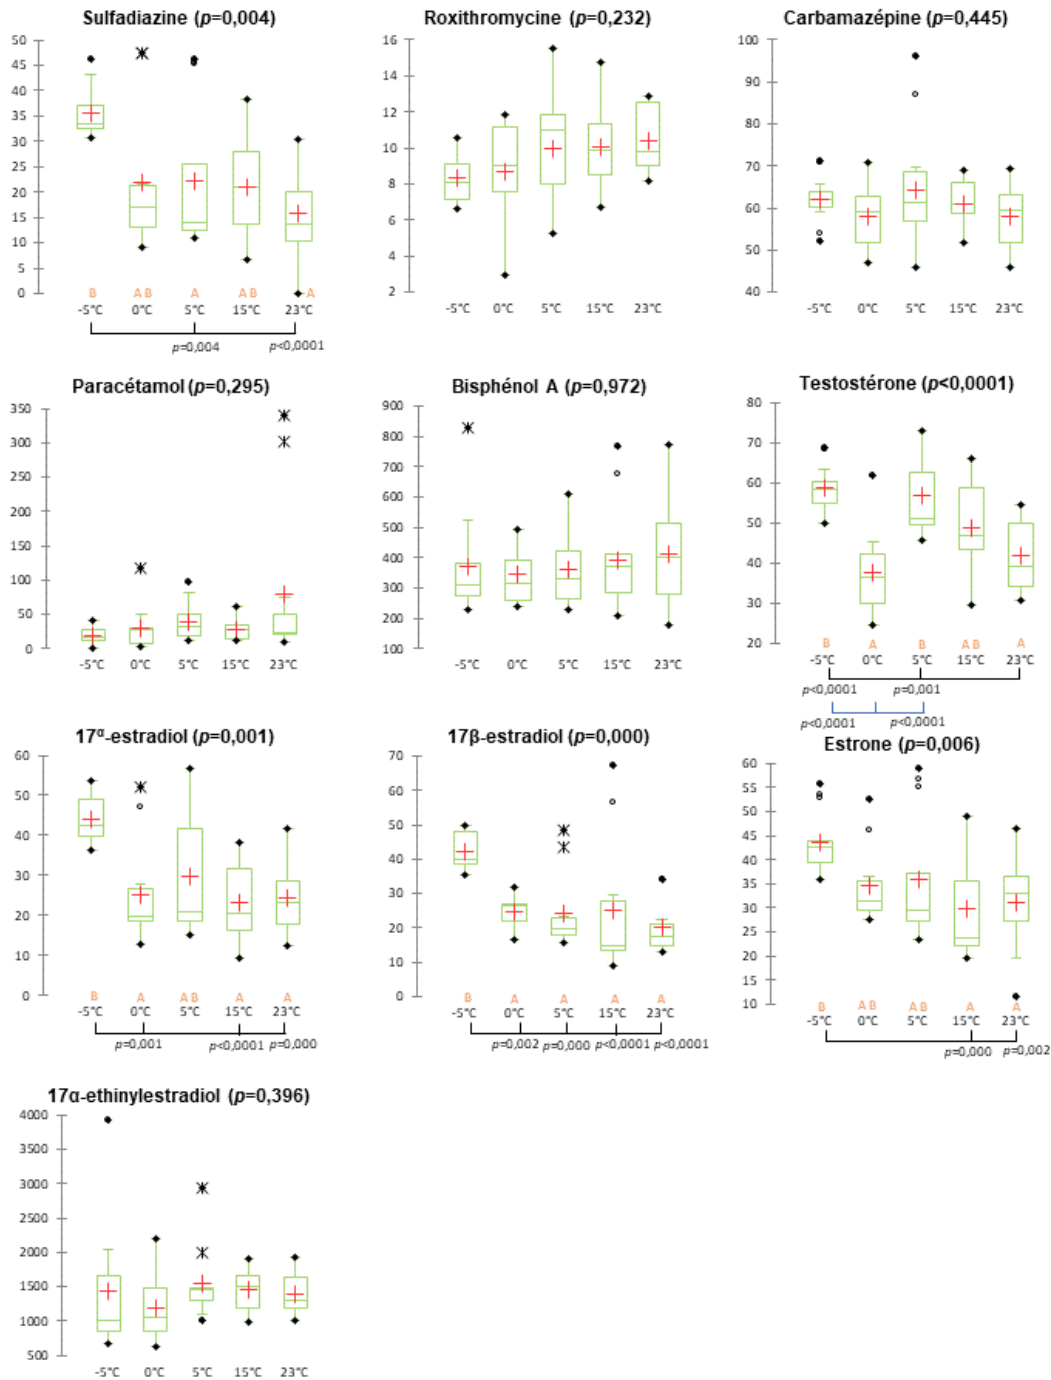 Sulfadiazine (p=0,004)
50
45
40
35
30
25
20
15
10
5
0
B
A B
A
A B
A
-5°C
0°C
5°C
15°C
23°C
p=0,004
p<0,0001
Roxithromycine (p=0,232)
16
14
12
10
8
6
4
2
-5°C
0°C
5°C
15°C
23°C
Carbamazépine (p=0,445)
100
90
80
70
60
50
40
-5°C
0°C
5°C
15°C
23°C
Paracétamol (p=0,295)
350
300
250
200
150
100
50
0
-5°C
0°C
5°C
15°C
23°C
Bisphénol A (p=0,972)
900
800
700
600
500
400
300
200
100
-5°C
0°C
5°C
15°C
23°C
Testostérone (p<0,0001)
80
70
60
50
40
30
20
B
A
B
A B
A
-5°C
0°C
5°C
15°C
23°C
p<0,0001
p=0,001
p<0,0001
p<0,0001
17α-estradiol (p=0,001)
60
50
40
30
20
10
0
B
A
A B
A
A
-5°C
0°C
5°C
15°C
23°C
p=0,001
p<0,0001
p=0,000
17β-estradiol (p=0,000)
70
60
50
40
30
20
10
0
B
A
A
A
A
-5°C
0°C
5°C
15°C
23°C
p=0,002
p=0,000
p<0,0001
p<0,0001
Estrone (p=0,006)
60
55
50
45
40
35
30
25
20
15
10
B
A B
A B
A
A
-5°C
0°C
5°C
15°C
23°C
p=0,000
p=0,002
17α-ethinylestradiol (p=0,396)
4000
3500
3000
2500
2000
1500
1000
500
-5°C
0°C
5°C
15°C
23°C